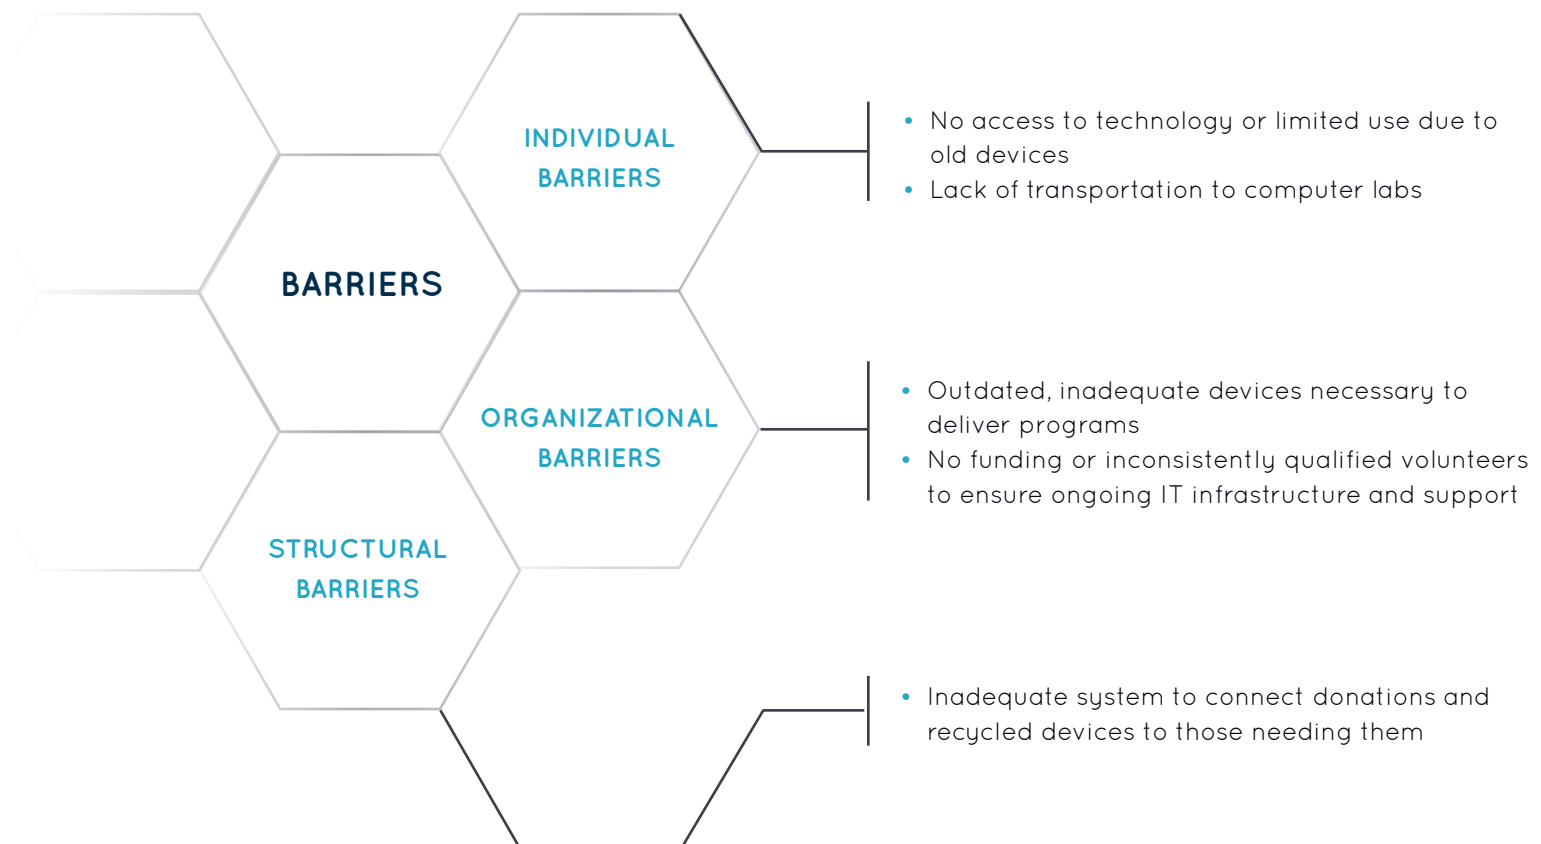 INDIVIDUAL
BARRIERS
• No access to technology or limited use due to
old devices
• Lack of transportation to computer labs
BARRIERS
ORGANIZATIONAL
BARRIERS
• Outdated, inadequate devices necessary to
deliver programs
• No funding or inconsistently qualified volunteers
to ensure ongoing IT infrastructure and support
STRUCTURAL
BARRIERS
• Inadequate system to connect donations and
recycled devices to those needing them